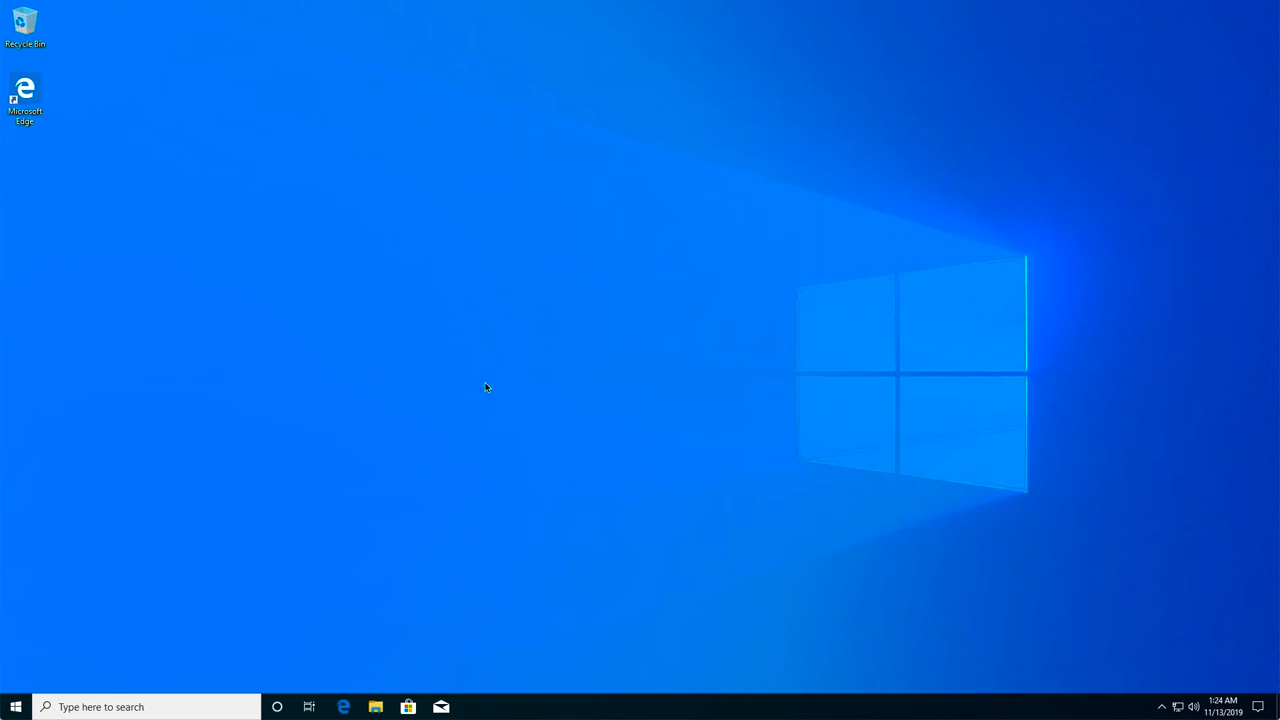 Recycle Bin
Microsoft
Edge
Type here to search
1:24 AM
11/13/2019